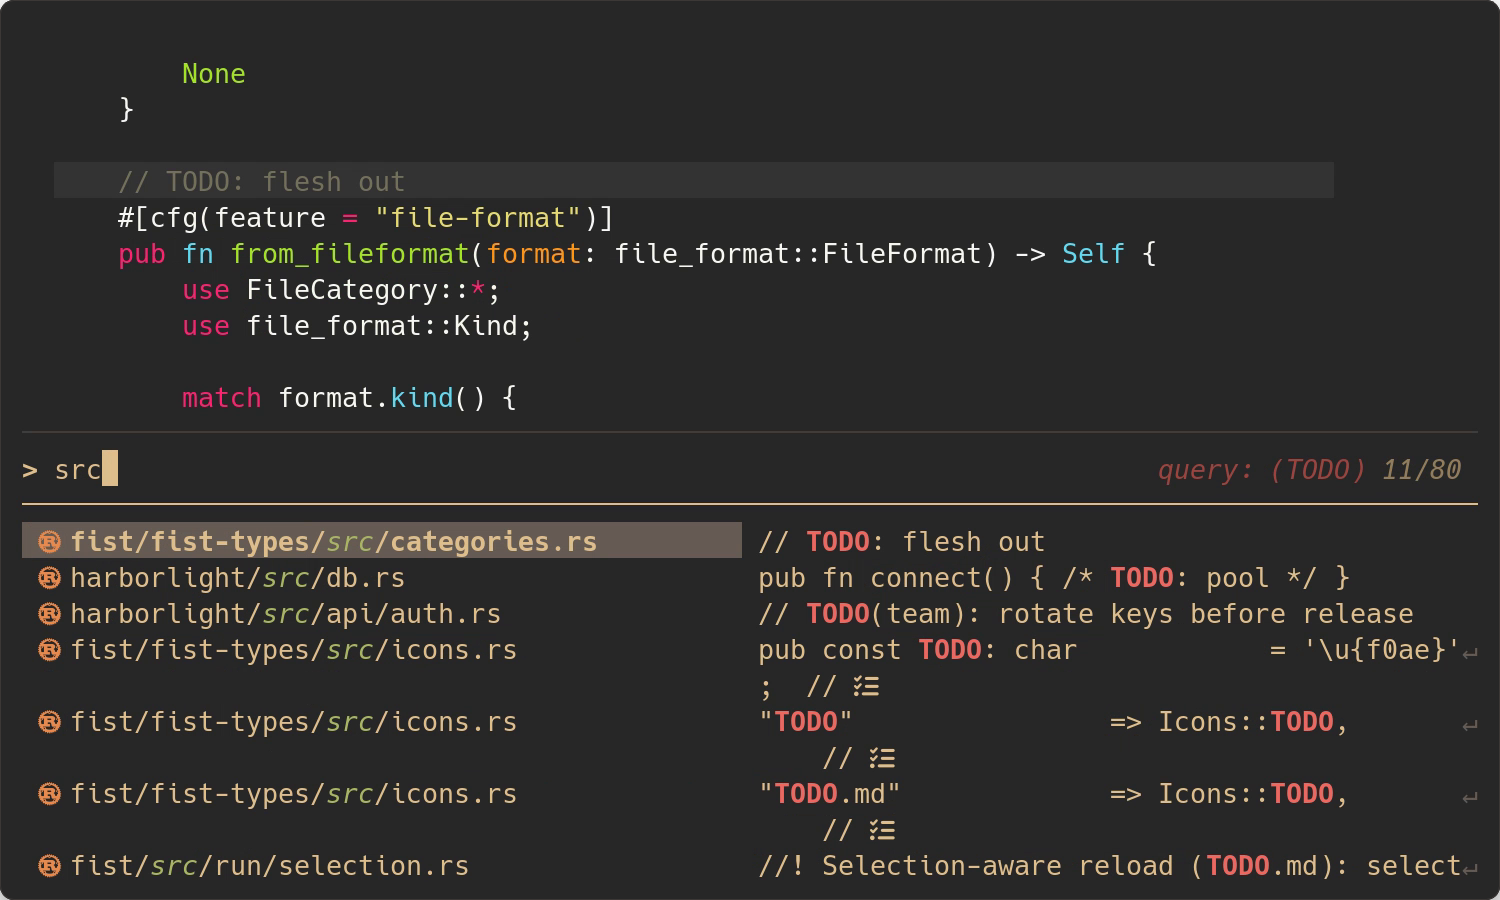 None
}
// TODO: flesh out
#[cfg(feature = "file-format")]
pub fn from_fileformat(format: file_format::FileFormat) -> Self {
use FileCategory::*;
use file_format::Kind;
match format.kind() {
> src query: (TODO) 11/80
fist/fist-types/src/categories.rs // TODO: flesh out
harborlight/src/db.rs pub fn connect() { /* TODO: pool */ }
harborlight/src/api/auth.rs // TODO(team): rotate keys before release
fist/fist-types/src/icons.rs pub const TODO: char = '\u{f0ae}'↵
; //
fist/fist-types/src/icons.rs "TODO" => Icons::TODO, ↵
//
fist/fist-types/src/icons.rs "TODO.md" => Icons::TODO, ↵
//
fist/src/run/selection.rs //! Selection-aware reload (TODO.md): select↵